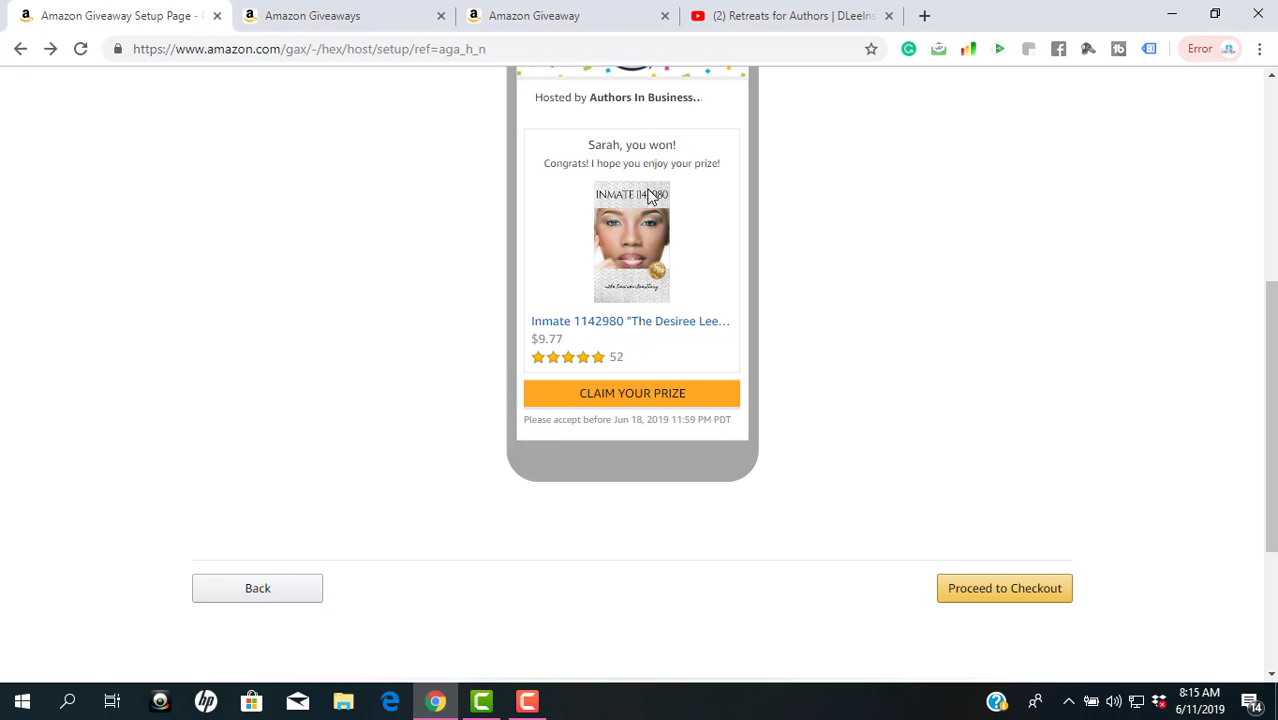 Amazon Giveaway Setup Page -
Amazon Giveaways
Amazon Giveaway
(2) Retreats for Authors | DLeeIns
https://www.amazon.com/gax/-/hex/host/setup/ref=aga_h_n
Error
Hosted by Authors In Business...
Sarah, you won!
Congrats! I hope you enjoy your prize!
INMATE 1142980
Inmate 1142980 "The Desiree Lee...
$9.77
52
CLAIM YOUR PRIZE
Please accept before Jun 18, 2019 11:59 PM PDT
Back
Proceed to Checkout
8:15 AM
6/11/2019
14